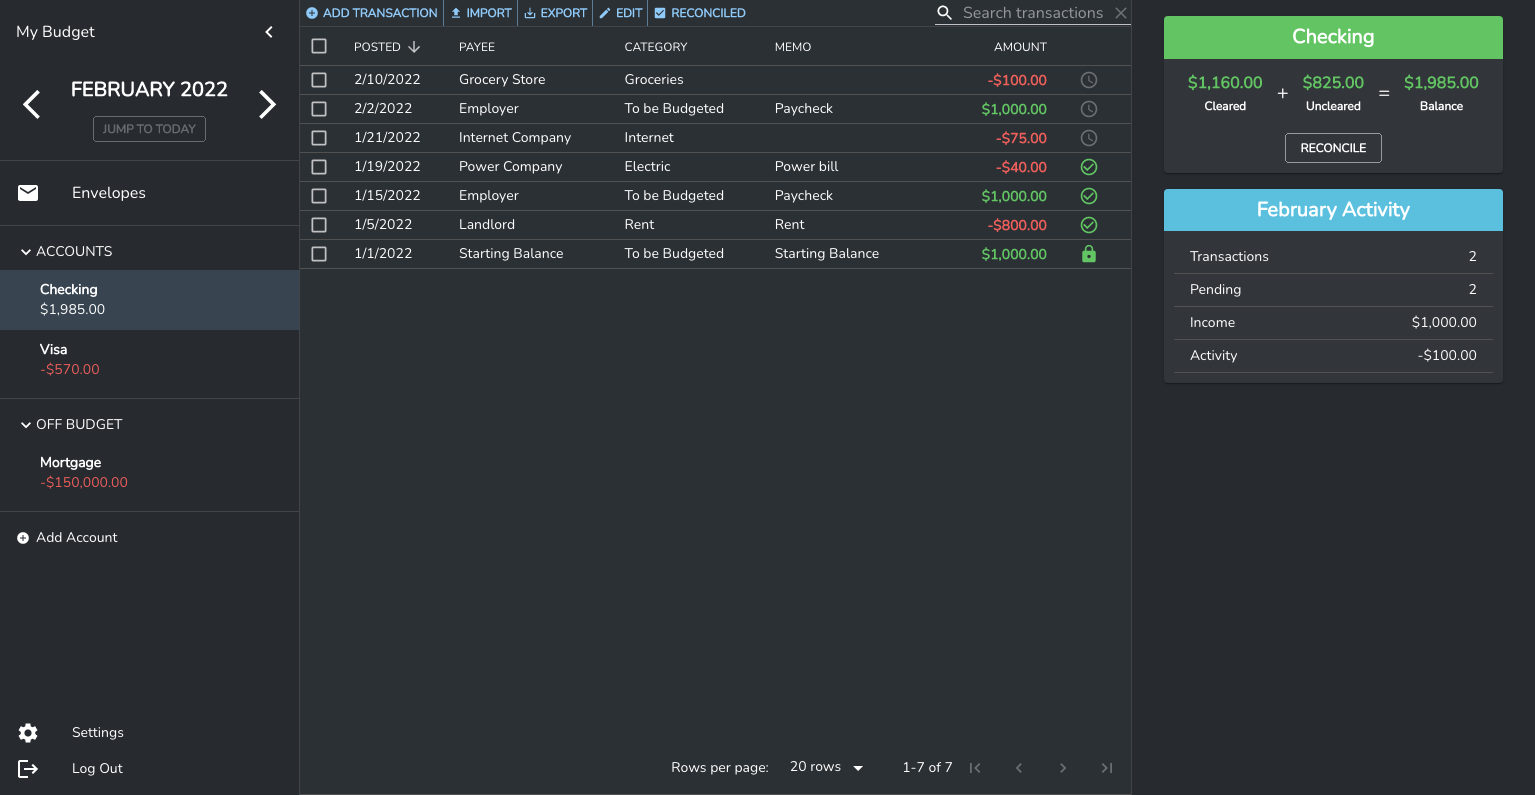 My Budget
FEBRUARY 2022
JUMP TO TODAY
Envelopes
ACCOUNTS
Checking
$1,985.00
Visa
-$570.00
OFF BUDGET
Mortgage
-$150,000.00
Add Account
Settings
Log Out
ADD TRANSACTION IMPORT EXPORT EDIT RECONCILED Search transactions
POSTED PAYEE CATEGORY MEMO AMOUNT
2/10/2022 Grocery Store Groceries -$100.00
2/2/2022 Employer To be Budgeted Paycheck $1,000.00
1/21/2022 Internet Company Internet -$75.00
1/19/2022 Power Company Electric Power bill -$40.00
1/15/2022 Employer To be Budgeted Paycheck $1,000.00
1/5/2022 Landlord Rent Rent -$800.00
1/1/2022 Starting Balance To be Budgeted Starting Balance $1,000.00
Rows per page: 20 rows 1-7 of 7
Checking
$1,160.00 + $825.00 = $1,985.00
Cleared Uncleared Balance
RECONCILE
February Activity
Transactions 2
Pending 2
Income $1,000.00
Activity -$100.00